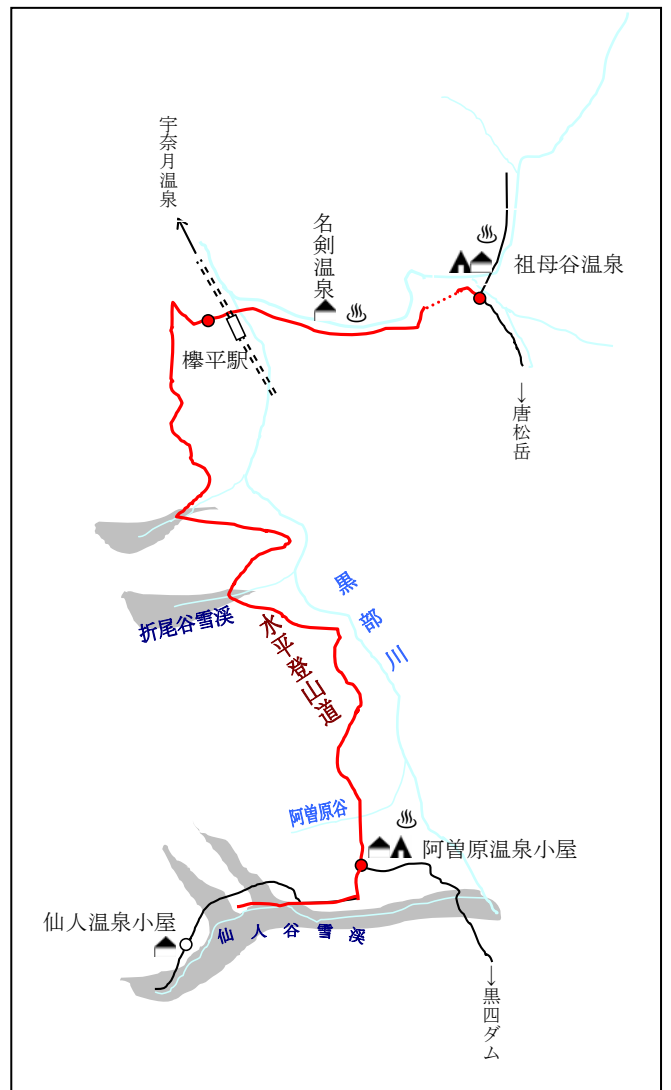 宇奈月温泉
名剣温泉
祖母谷温泉
欅平駅
→唐松岳
黒部川
折尾谷雪渓
水平登山道
阿曽原谷
阿曽原温泉小屋
仙人温泉小屋
仙人谷雪渓
→黒四ダム